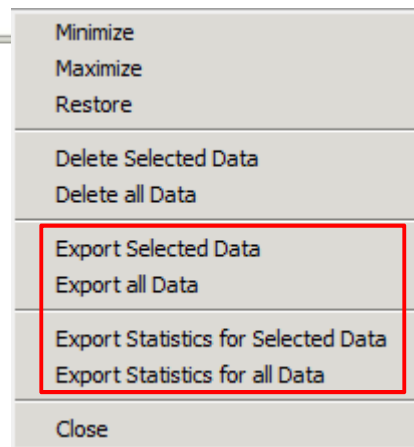 Minimize
Maximize
Restore
Delete Selected Data
Delete all Data
Export Selected Data
Export all Data
Export Statistics for Selected Data
Export Statistics for all Data
Close